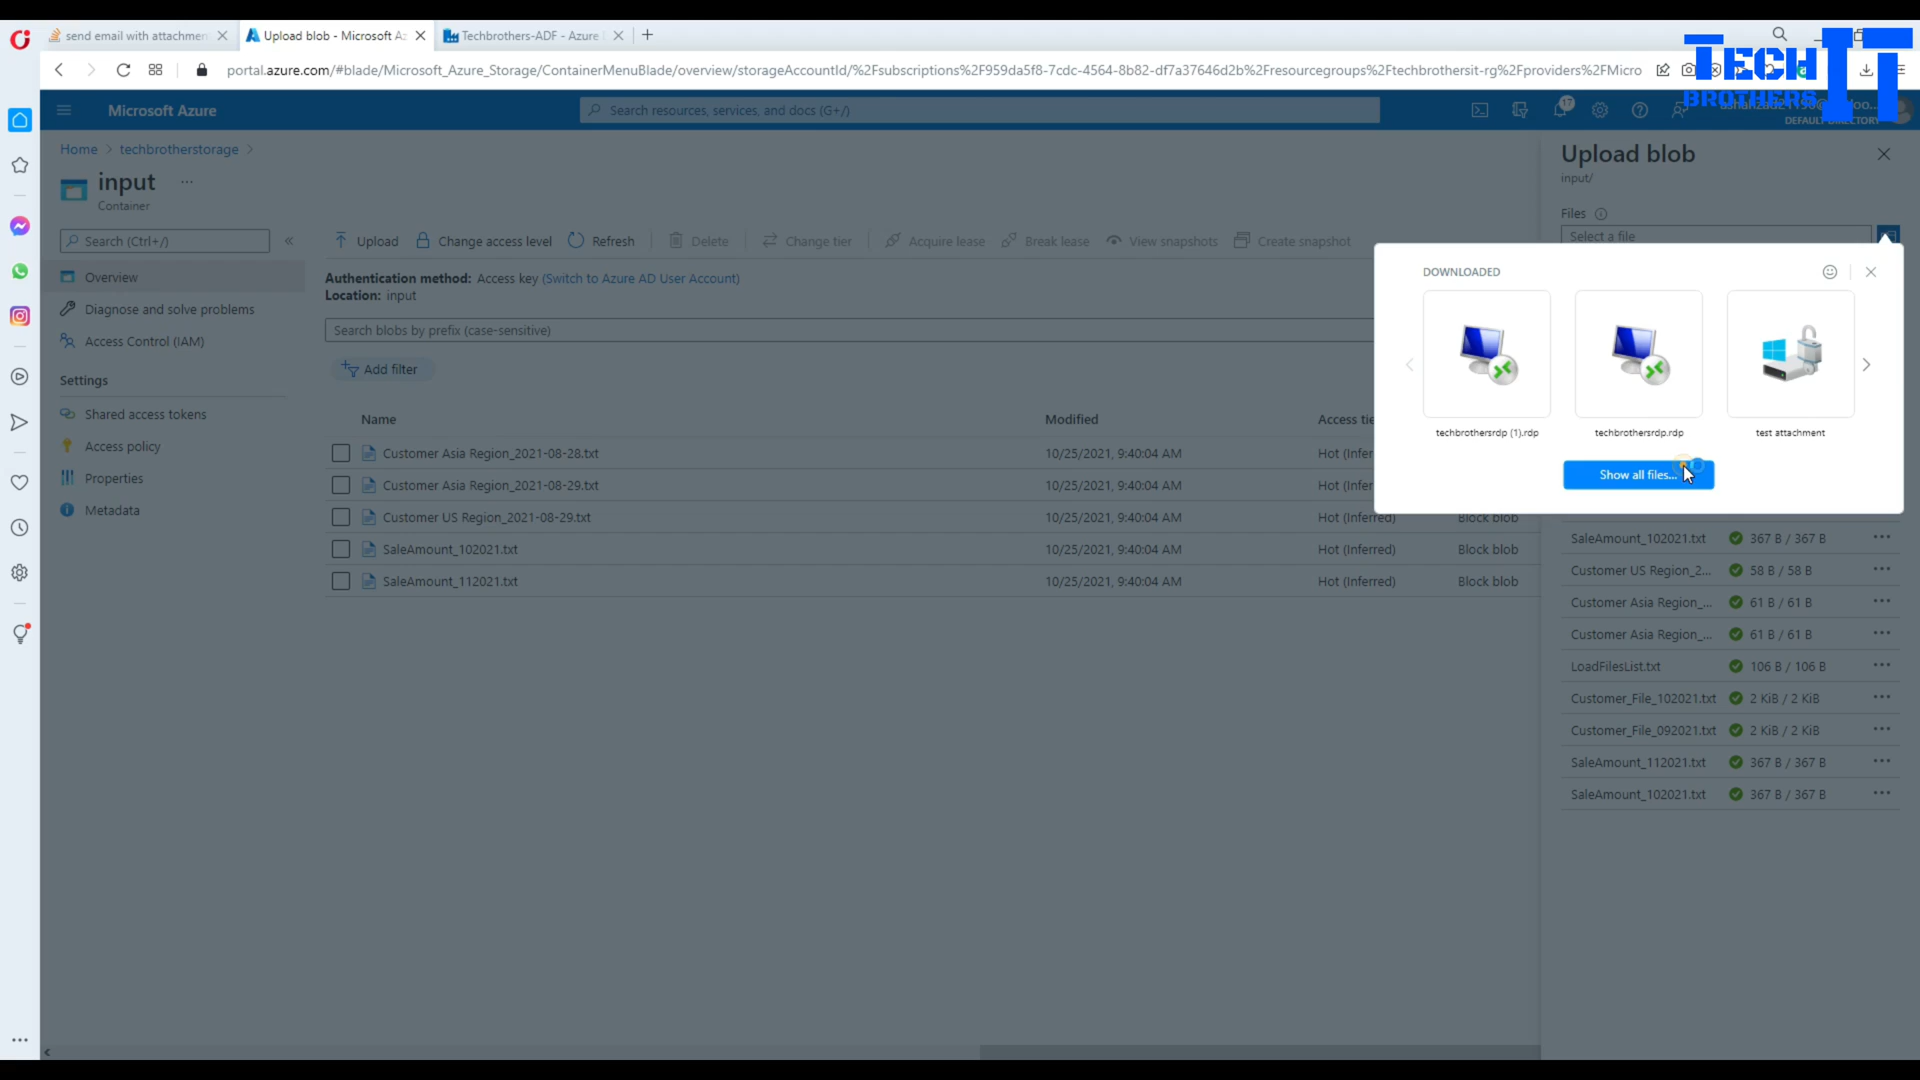 send email with attachmen
Upload blob - Microsoft Az
Techbrothers-ADF - Azure
portal.azure.com/#blade/Microsoft_Azure_Storage/ContainerMenuBlade/overview/storageAccountId/%2Fsubscriptions%2F959da5f8-7cdc-4564-8b82-df7a37646d2b%2Fresourcegroups%2Ftechbrothersit-rg%2Fproviders%2FMicro
TECH IT
BROTHERS
Microsoft Azure
Search resources, services, and docs (G+/)
17
DEFAULT DIRECTORY
Home > techbrotherstorage >
input ...
Container
Search (Ctrl+/)
Overview
Diagnose and solve problems
Access Control (IAM)
Settings
Shared access tokens
Access policy
Properties
Metadata
Upload
Change access level
Refresh
Delete
Change tier
Acquire lease
Break lease
View snapshots
Create snapshot
Authentication method: Access key (Switch to Azure AD User Account)
Location: input
Search blobs by prefix (case-sensitive)
Add filter
Name Modified Access tie
Customer Asia Region_2021-08-28.txt 10/25/2021, 9:40:04 AM Hot (Infer
Customer Asia Region_2021-08-29.txt 10/25/2021, 9:40:04 AM Hot (Infer
Customer US Region_2021-08-29.txt 10/25/2021, 9:40:04 AM Hot (Inferred) Block blob
SaleAmount_102021.txt 10/25/2021, 9:40:04 AM Hot (Inferred) Block blob
SaleAmount_112021.txt 10/25/2021, 9:40:04 AM Hot (Inferred) Block blob
Upload blob
input/
Files
Select a file
DOWNLOADED
techbrothersrdp (1).rdp
techbrothersrdp.rdp
test attachment
Show all files...
SaleAmount_102021.txt 367 B / 367 B
Customer US Region_2... 58 B / 58 B
Customer Asia Region_... 61 B / 61 B
Customer Asia Region_... 61 B / 61 B
LoadFilesList.txt 106 B / 106 B
Customer_File_102021.txt 2 KiB / 2 KiB
Customer_File_092021.txt 2 KiB / 2 KiB
SaleAmount_112021.txt 367 B / 367 B
SaleAmount_102021.txt 367 B / 367 B